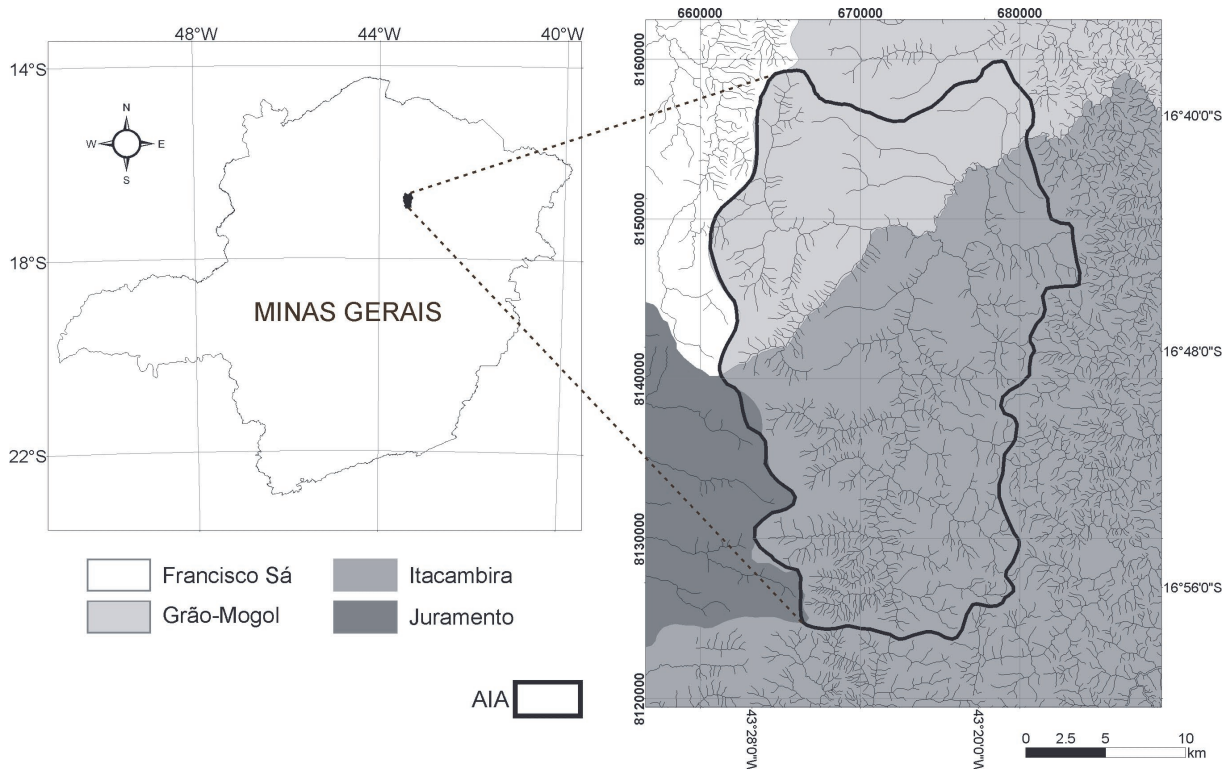 48°W 44°W 40°W
14°S
18°S
22°S
N
W E
S
MINAS GERAIS
Francisco Sá
Grão-Mogol
Itacambira
Juramento
AIA
660000 670000 680000
8160000
8150000
8140000
8130000
8120000
16°40'0"S
16°48'0"S
16°56'0"S
43°28'0"W
43°20'0"W
0 2.5 5 10
km